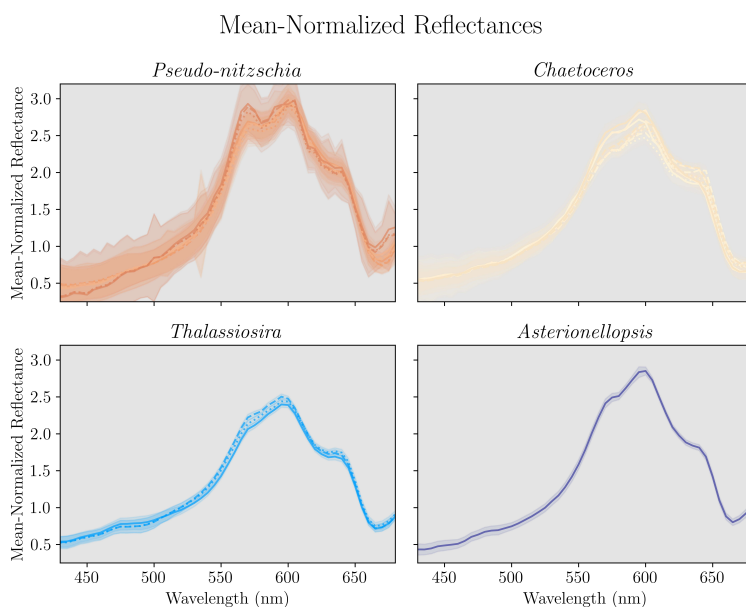 Mean-Normalized Reflectances
Pseudo-nitzschia
Chaetoceros
Mean-Normalized Reflectance
3.0
2.5
2.0
1.5
1.0
0.5
Thalassiosira
Asterionellopsis
Mean-Normalized Reflectance
3.0
2.5
2.0
1.5
1.0
0.5
450 500 550 600 650
450 500 550 600 650
Wavelength (nm)
Wavelength (nm)